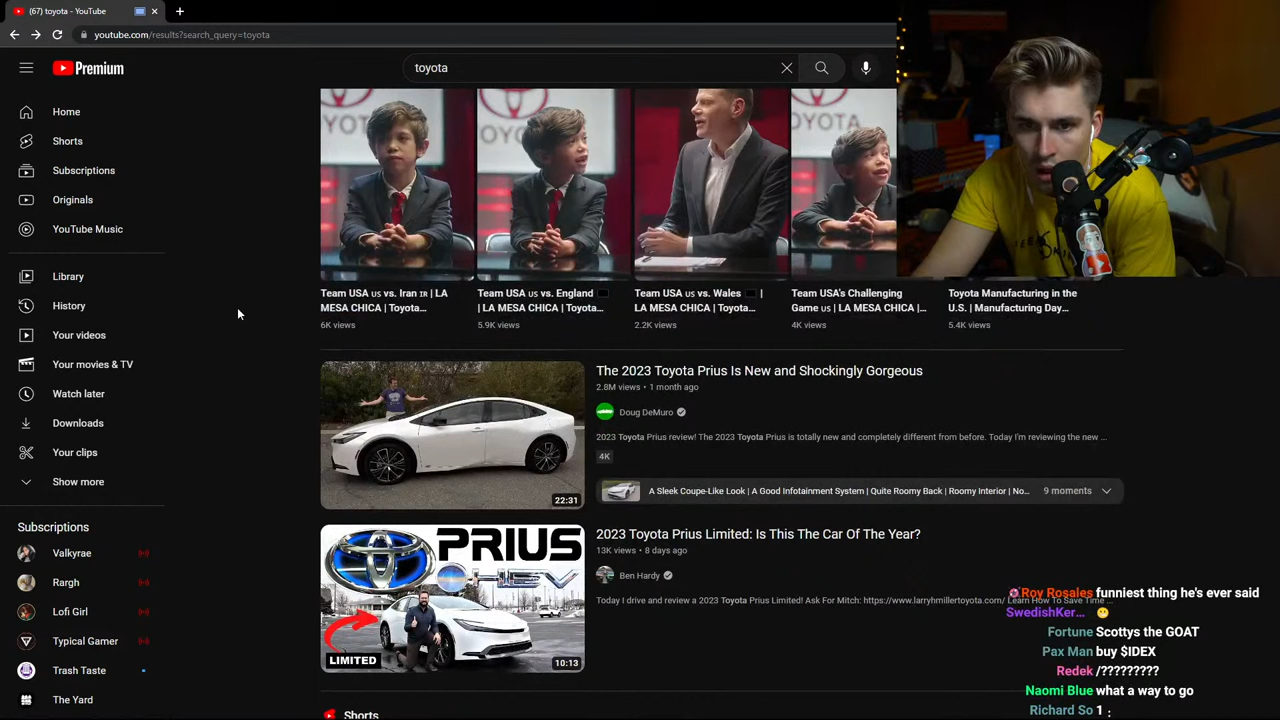 (67) toyota - YouTube
youtube.com/results?search_query=toyota
Premium
toyota
Home
Shorts
Subscriptions
Originals
YouTube Music
Library
History
Your videos
Your movies & TV
Watch later
Downloads
Your clips
Show more
Subscriptions
Valkyrae
Rargh
Lofi Girl
Typical Gamer
Trash Taste
The Yard
Team USA US vs. Iran IR | LA
MESA CHICA | Toyota...
6K views
Team USA US vs. England
| LA MESA CHICA | Toyota...
5.9K views
Team USA US vs. Wales |
LA MESA CHICA | Toyota...
2.2K views
Team USA's Challenging
Game US | LA MESA CHICA |...
4K views
Toyota Manufacturing in the
U.S. | Manufacturing Day...
5.4K views
22:31
The 2023 Toyota Prius Is New and Shockingly Gorgeous
2.8M views • 1 month ago
Doug DeMuro
2023 Toyota Prius review! The 2023 Toyota Prius is totally new and completely different from before. Today I'm reviewing the new ...
4K
A Sleek Coupe-Like Look | A Good Infotainment System | Quite Roomy Back | Roomy Interior | No...
9 moments
PRIUS
LIMITED
10:13
2023 Toyota Prius Limited: Is This The Car Of The Year?
13K views • 8 days ago
Ben Hardy
Today I drive and review a 2023 Toyota Prius Limited! Ask For Mitch: https://www.larryhmillertoyota.com/ Learn How To Save Time ...
Shorts
Roy Rosales funniest thing he's ever said
SwedishKer...
Fortune Scottys the GOAT
Pax Man buy $IDEX
Redek /?????????
Naomi Blue what a way to go
Richard So 1 :